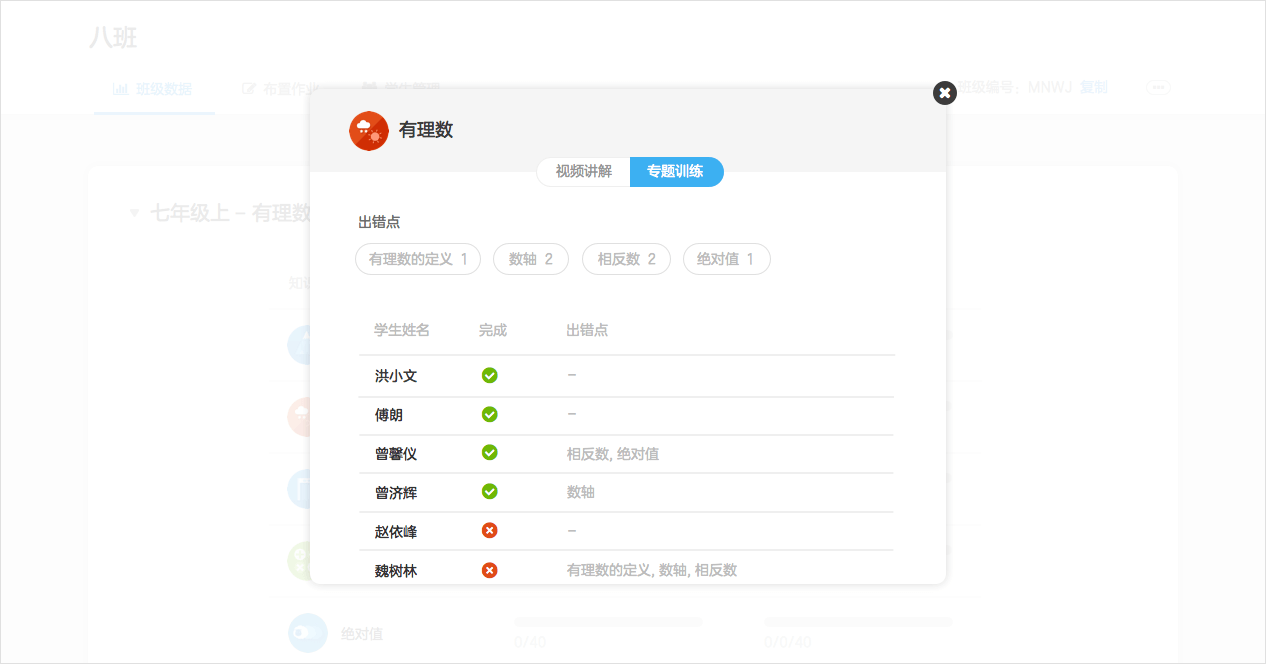 八班
班级数据 布置作业 学生管理 班级编号: MNWJ 复制
有理数
视频讲解 专题训练
七年级上 – 有理数
出错点
有理数的定义 1 数轴 2 相反数 2 绝对值 1
学生姓名 完成 出错点
洪小文 –
傅朗 –
曾馨仪 相反数, 绝对值
曾济辉 数轴
赵依峰 –
魏树林 有理数的定义, 数轴, 相反数
绝对值
0/40 0/0/40